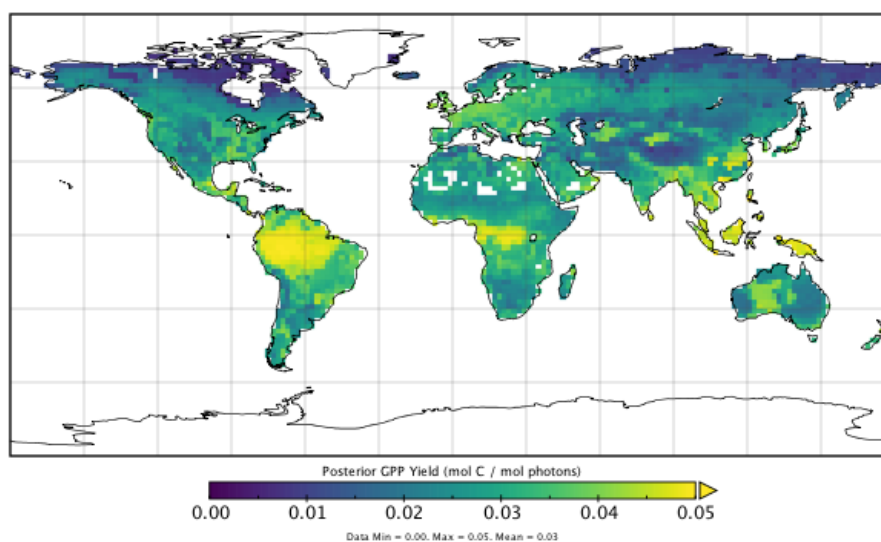 Posterior GPP Yield (mol C / mol photons)
0.00 0.01 0.02 0.03 0.04 0.05
Data Min = 0.00, Max = 0.05, Mean = 0.03